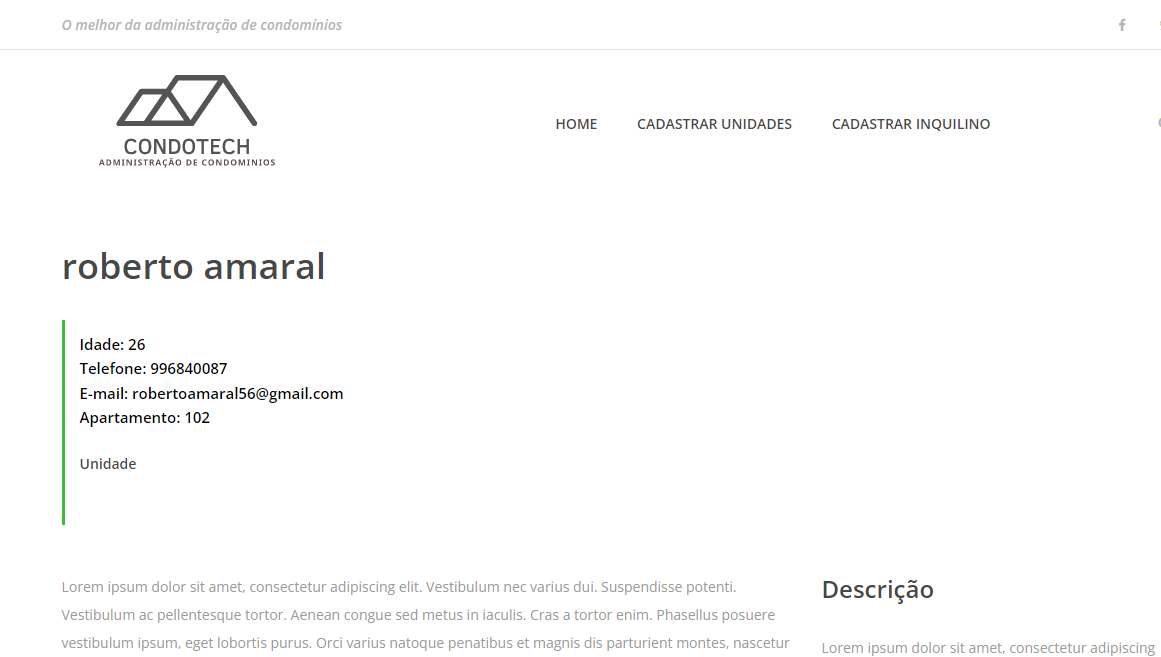 O melhor da administração de condomínios
CONDOTECH
ADMINISTRAÇÃO DE CONDOMINIOS
HOME CADASTRAR UNIDADES CADASTRAR INQUILINO
roberto amaral
Idade: 26
Telefone: 996840087
E-mail: robertoamaral56@gmail.com
Apartamento: 102
Unidade
Lorem ipsum dolor sit amet, consectetur adipiscing elit. Vestibulum nec varius dui. Suspendisse potenti.
Vestibulum ac pellentesque tortor. Aenean congue sed metus in iaculis. Cras a tortor enim. Phasellus posuere
vestibulum ipsum, eget lobortis purus. Orci varius natoque penatibus et magnis dis parturient montes, nascetur
Descrição
Lorem ipsum dolor sit amet, consectetur adipiscing